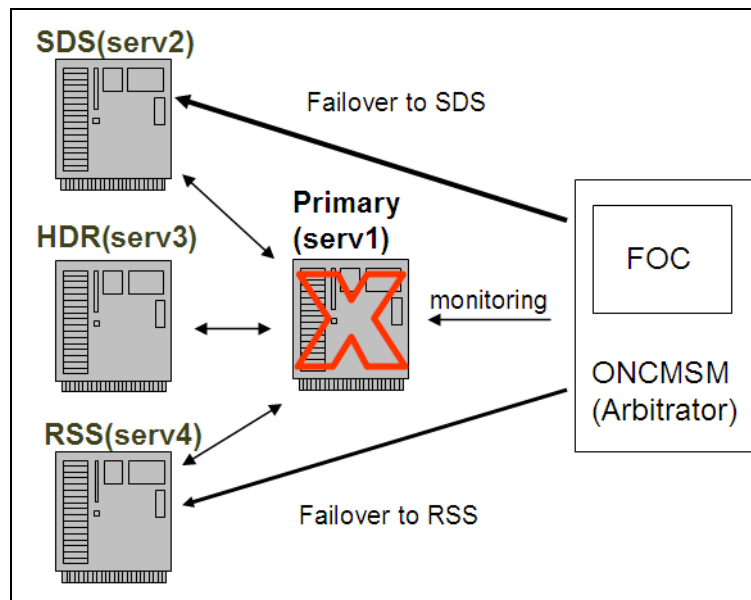 SDS(serv2)
Failover to SDS
Primary
(serv1)
HDR(serv3)
FOC
monitoring
ONCMSM
(Arbitrator)
RSS(serv4)
Failover to RSS